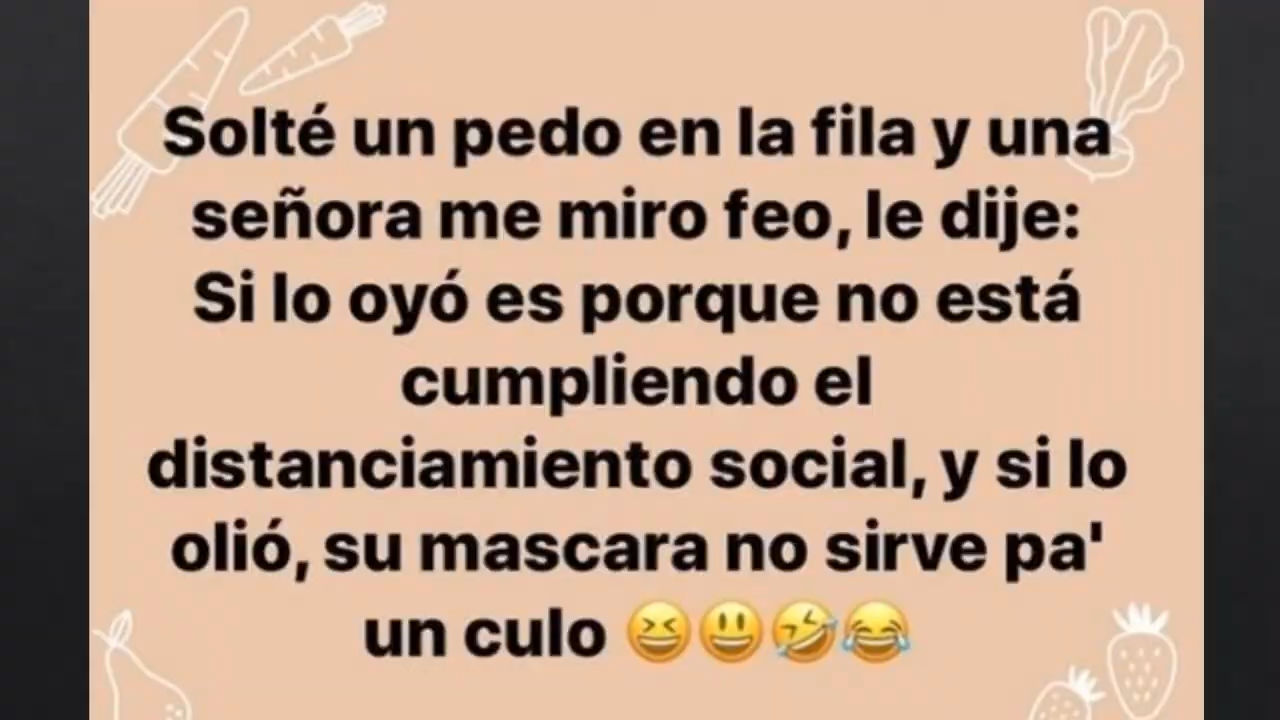 Solté un pedo en la fila y una
señora me miro feo, le dije:
Si lo oyó es porque no está
cumpliendo el
distanciamiento social, y si lo
olió, su mascara no sirve pa'
un culo 😆😃🤣😂